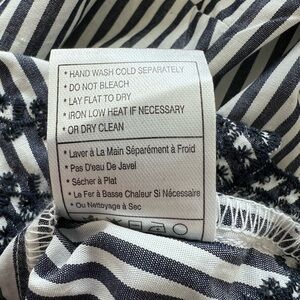 • HAND WASH COLD SEPARATELY
• DO NOT BLEACH
• LAY FLAT TO DRY
• IRON LOW HEAT IF NECESSARY
• OR DRY CLEAN
• Laver à La Main Séparément à Froid
• Pas D'eau De Javel
• Sécher à Plat
• Le Fer à Basse Chaleur Si Nécessaire
• Ou Nettoyage à Sec